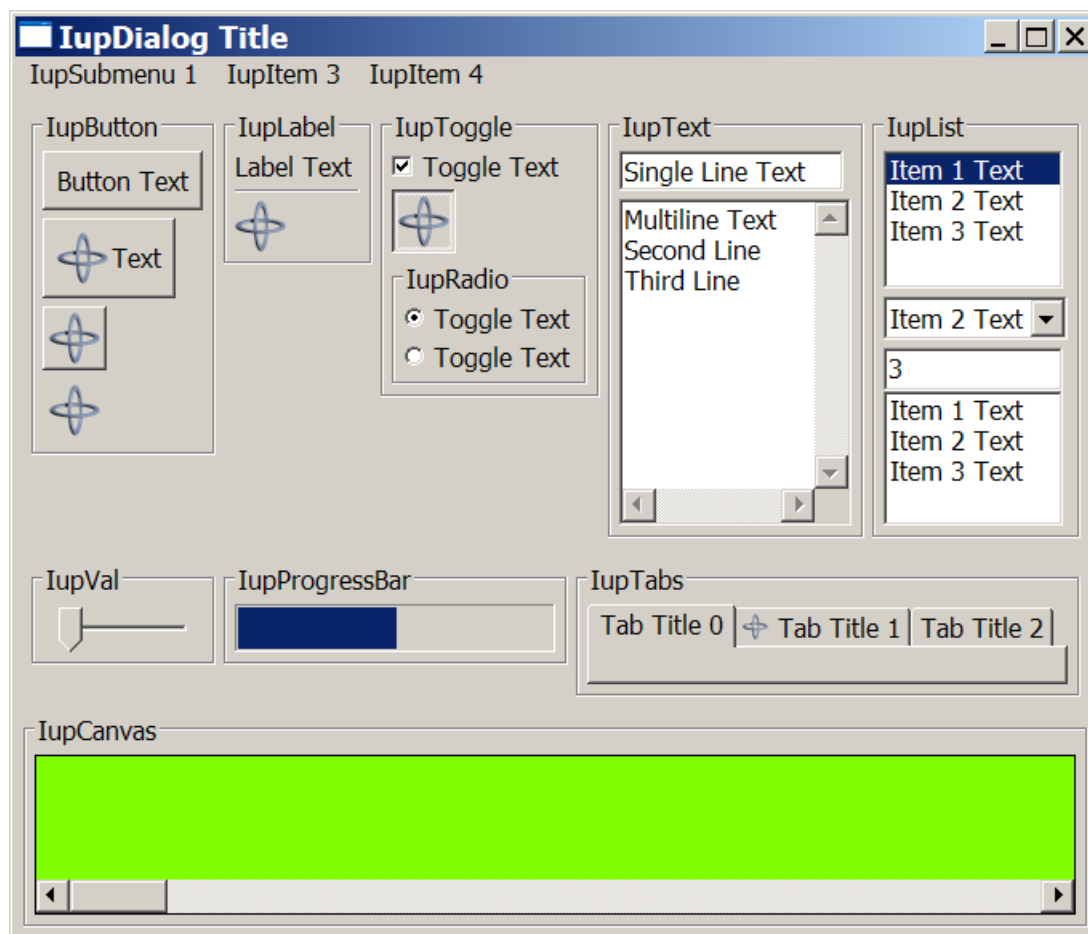 IupDialog Title
IupSubmenu 1 IupItem 3 IupItem 4
IupButton
Button Text
Text
IupLabel
Label Text
IupToggle
Toggle Text
IupRadio
Toggle Text
Toggle Text
IupText
Single Line Text
Multiline Text
Second Line
Third Line
IupList
Item 1 Text
Item 2 Text
Item 3 Text
Item 2 Text
3
Item 1 Text
Item 2 Text
Item 3 Text
IupVal
IupProgressBar
IupTabs
Tab Title 0 Tab Title 1 Tab Title 2
IupCanvas